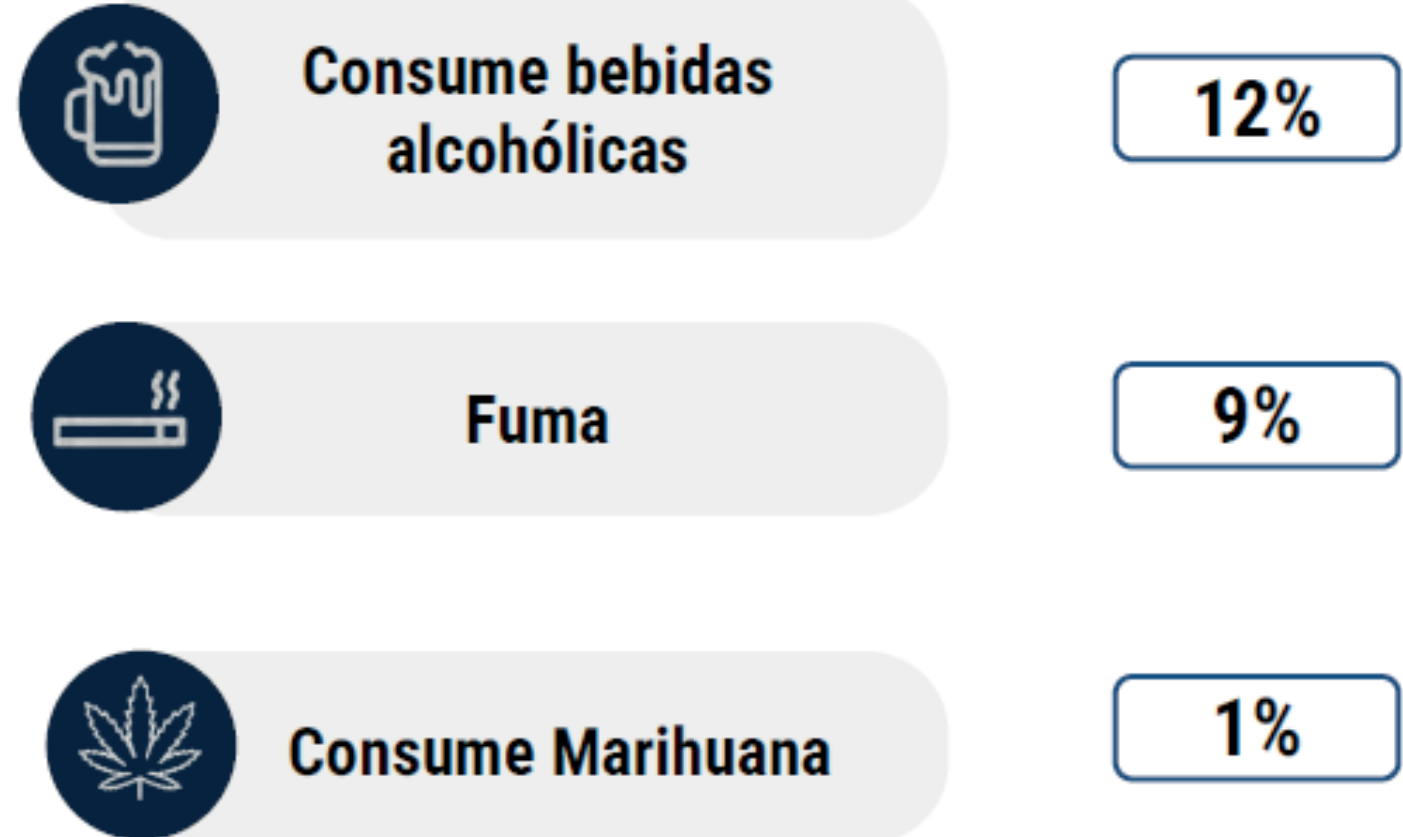 Consume bebidas
alcohólicas
12%
Fuma
9%
Consume Marihuana
1%